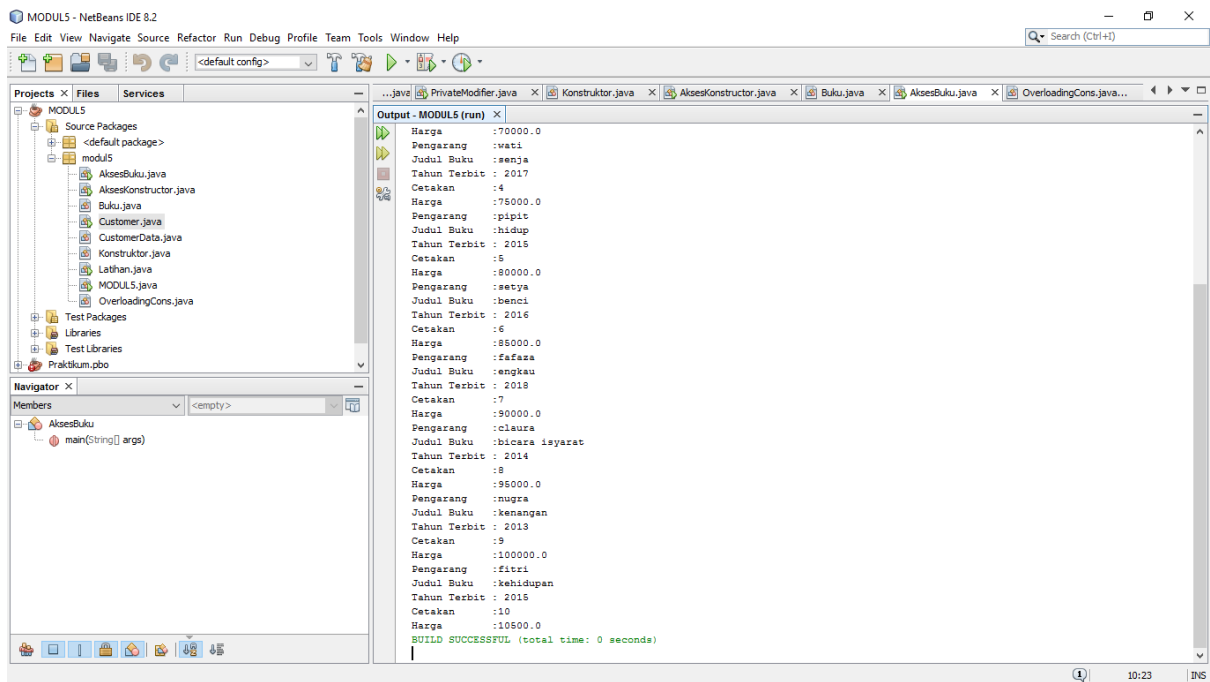 MODUL5 - NetBeans IDE 8.2
File Edit View Navigate Source Refactor Run Debug Profile Team Tools Window Help
Search (Ctrl+I)
<default config>
Projects Files Services
MODUL5
Source Packages
<default package>
modul5
AksesBuku.java
AksesKonstructor.java
Buku.java
Customer.java
CustomerData.java
Konstruktor.java
Latihan.java
MODUL5.java
OverloadingCons.java
Test Packages
Libraries
Test Libraries
Praktikum.pbo
Navigator
Members <empty>
AksesBuku
main(String[] args)
...java PrivateModifier.java Konstruktor.java AksesKonstructor.java Buku.java AksesBuku.java OverloadingCons.java...
Output - MODUL5 (run)
Harga :70000.0
Pengarang :wati
Judul Buku :senja
Tahun Terbit : 2017
Cetakan :4
Harga :75000.0
Pengarang :pipit
Judul Buku :hidup
Tahun Terbit : 2015
Cetakan :5
Harga :80000.0
Pengarang :setya
Judul Buku :benci
Tahun Terbit : 2016
Cetakan :6
Harga :85000.0
Pengarang :fafaza
Judul Buku :engkau
Tahun Terbit : 2018
Cetakan :7
Harga :90000.0
Pengarang :claura
Judul Buku :bicara isyarat
Tahun Terbit : 2014
Cetakan :8
Harga :95000.0
Pengarang :nugra
Judul Buku :kenangan
Tahun Terbit : 2013
Cetakan :9
Harga :100000.0
Pengarang :fitri
Judul Buku :kehidupan
Tahun Terbit : 2015
Cetakan :10
Harga :10500.0
BUILD SUCCESSFUL (total time: 0 seconds)
1 10:23 INS